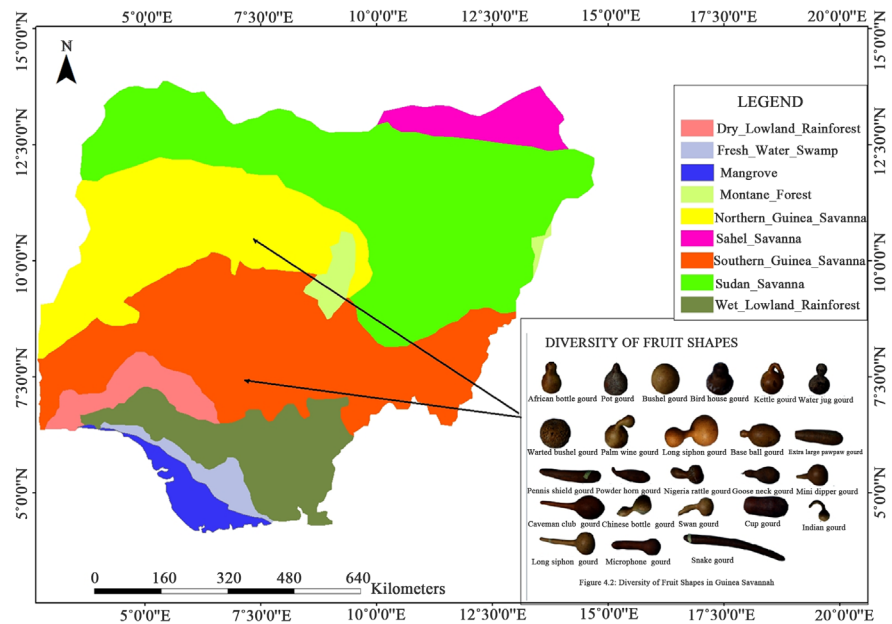 5°0'0"E 7°30'0"E 10°0'0"E 12°30'0"E 15°0'0"E 17°30'0"E 20°0'0"E
15°0'0"N 12°30'0"N 10°0'0"N 7°30'0"N 5°0'0"N
N
15°0'0"N 12°30'0"N 10°0'0"N 7°30'0"N 5°0'0"N
LEGEND
Dry_Lowland_Rainforest
Fresh_Water_Swamp
Mangrove
Montane_Forest
Northern_Guinea_Savanna
Sahel_Savanna
Southern_Guinea_Savanna
Sudan_Savanna
Wet_Lowland_Rainforest
DIVERSITY OF FRUIT SHAPES
African bottle gourd Pot gourd Bushel gourd Bird house gourd Kettle gourd Water jug gourd
Warted bushel gourd Palm wine gourd Long siphon gourd Base ball gourd Extra large pawpaw gourd
Pennis shield gourd Powder horn gourd Nigeria rattle gourd Goose neck gourd Mini dipper gourd
Caveman club gourd Chinese bottle gourd Swan gourd Cup gourd Indian gourd
Long siphon gourd Microphone gourd Snake gourd
Figure 4.2: Diversity of Fruit Shapes in Guinea Savannah
0 160 320 480 640
Kilometers
5°0'0"E 7°30'0"E 10°0'0"E 12°30'0"E 15°0'0"E 17°30'0"E 20°0'0"E